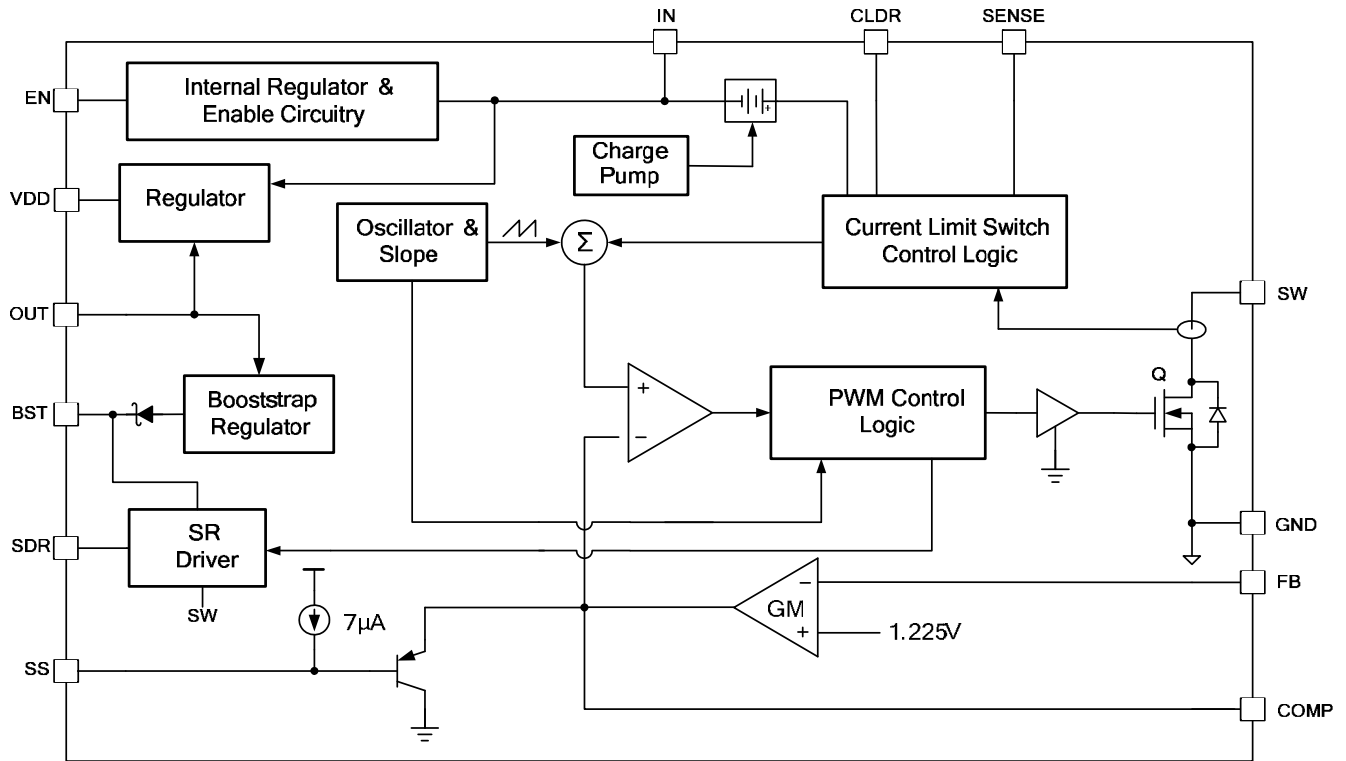 IN
CLDR
SENSE
EN
Internal Regulator &
Enable Circuitry
+
Charge
Pump
VDD
Regulator
Oscillator &
Slope
Σ
Current Limit Switch
Control Logic
OUT
SW
Q
BST
Booststrap
Regulator
+
−
PWM Control
Logic
SDR
SR
Driver
GND
SW
7µA
GM
−
+
1.225V
FB
SS
COMP